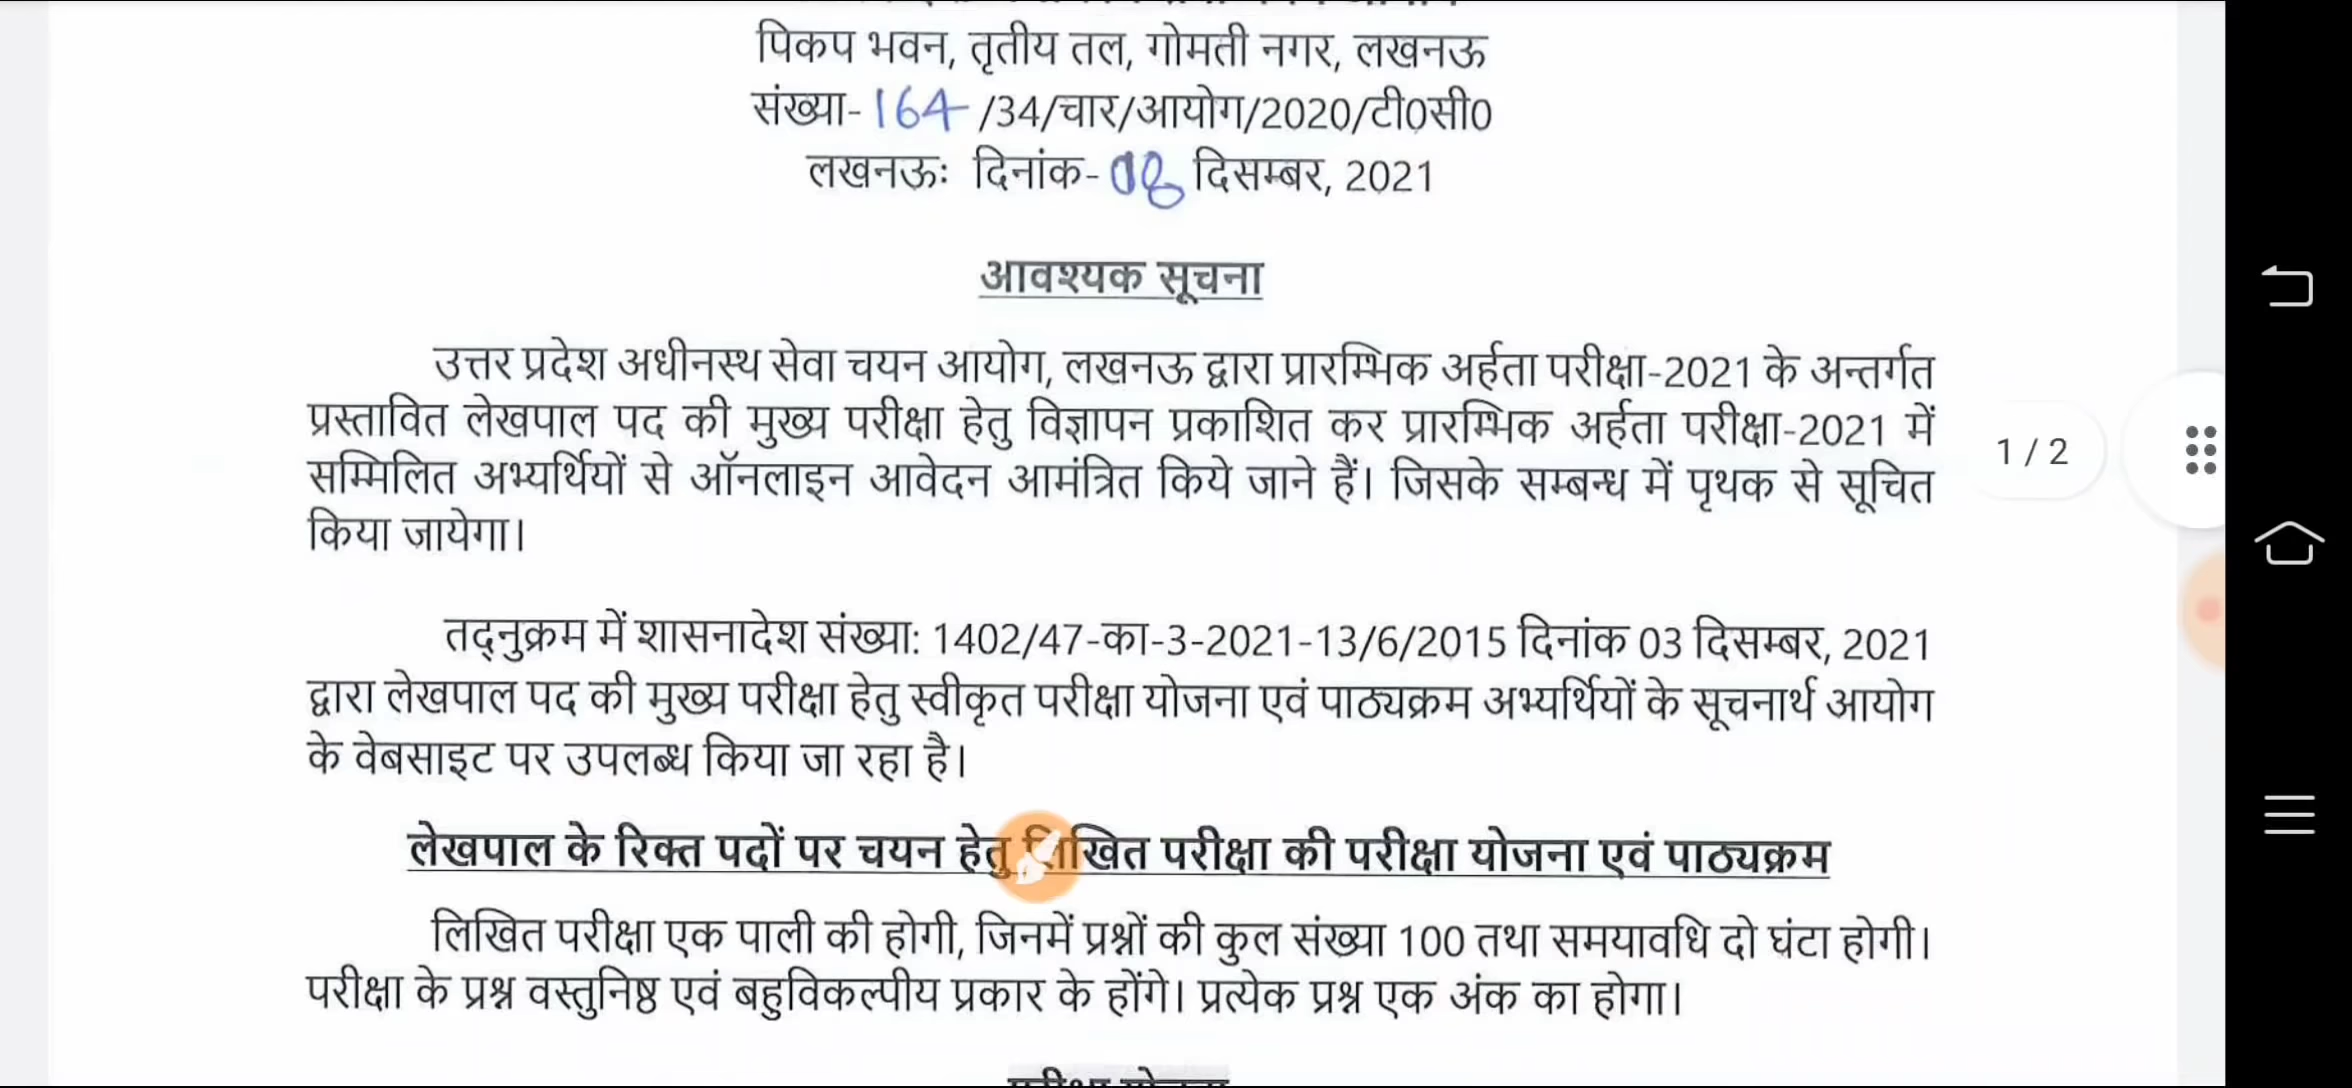 पिकप भवन, तृतीय तल, गोमती नगर, लखनऊ
संख्या-164/34/चार/आयोग/2020/टी0सी0
लखनऊः दिनांक-08 दिसम्बर, 2021
आवश्यक सूचना
उत्तर प्रदेश अधीनस्थ सेवा चयन आयोग, लखनऊ द्वारा प्रारम्भिक अर्हता परीक्षा-2021 के अन्तर्गत
प्रस्तावित लेखपाल पद की मुख्य परीक्षा हेतु विज्ञापन प्रकाशित कर प्रारम्भिक अर्हता परीक्षा-2021 में
सम्मिलित अभ्यर्थियों से ऑनलाइन आवेदन आमंत्रित किये जाने हैं। जिसके सम्बन्ध में पृथक से सूचित
किया जायेगा।
1 / 2
तद्नुक्रम में शासनादेश संख्या: 1402/47-का-3-2021-13/6/2015 दिनांक 03 दिसम्बर, 2021
द्वारा लेखपाल पद की मुख्य परीक्षा हेतु स्वीकृत परीक्षा योजना एवं पाठ्यक्रम अभ्यर्थियों के सूचनार्थ आयोग
के वेबसाइट पर उपलब्ध किया जा रहा है।
लेखपाल के रिक्त पदों पर चयन हेतु लिखित परीक्षा की परीक्षा योजना एवं पाठ्यक्रम
लिखित परीक्षा एक पाली की होगी, जिनमें प्रश्नों की कुल संख्या 100 तथा समयावधि दो घंटा होगी।
परीक्षा के प्रश्न वस्तुनिष्ठ एवं बहुविकल्पीय प्रकार के होंगे। प्रत्येक प्रश्न एक अंक का होगा।